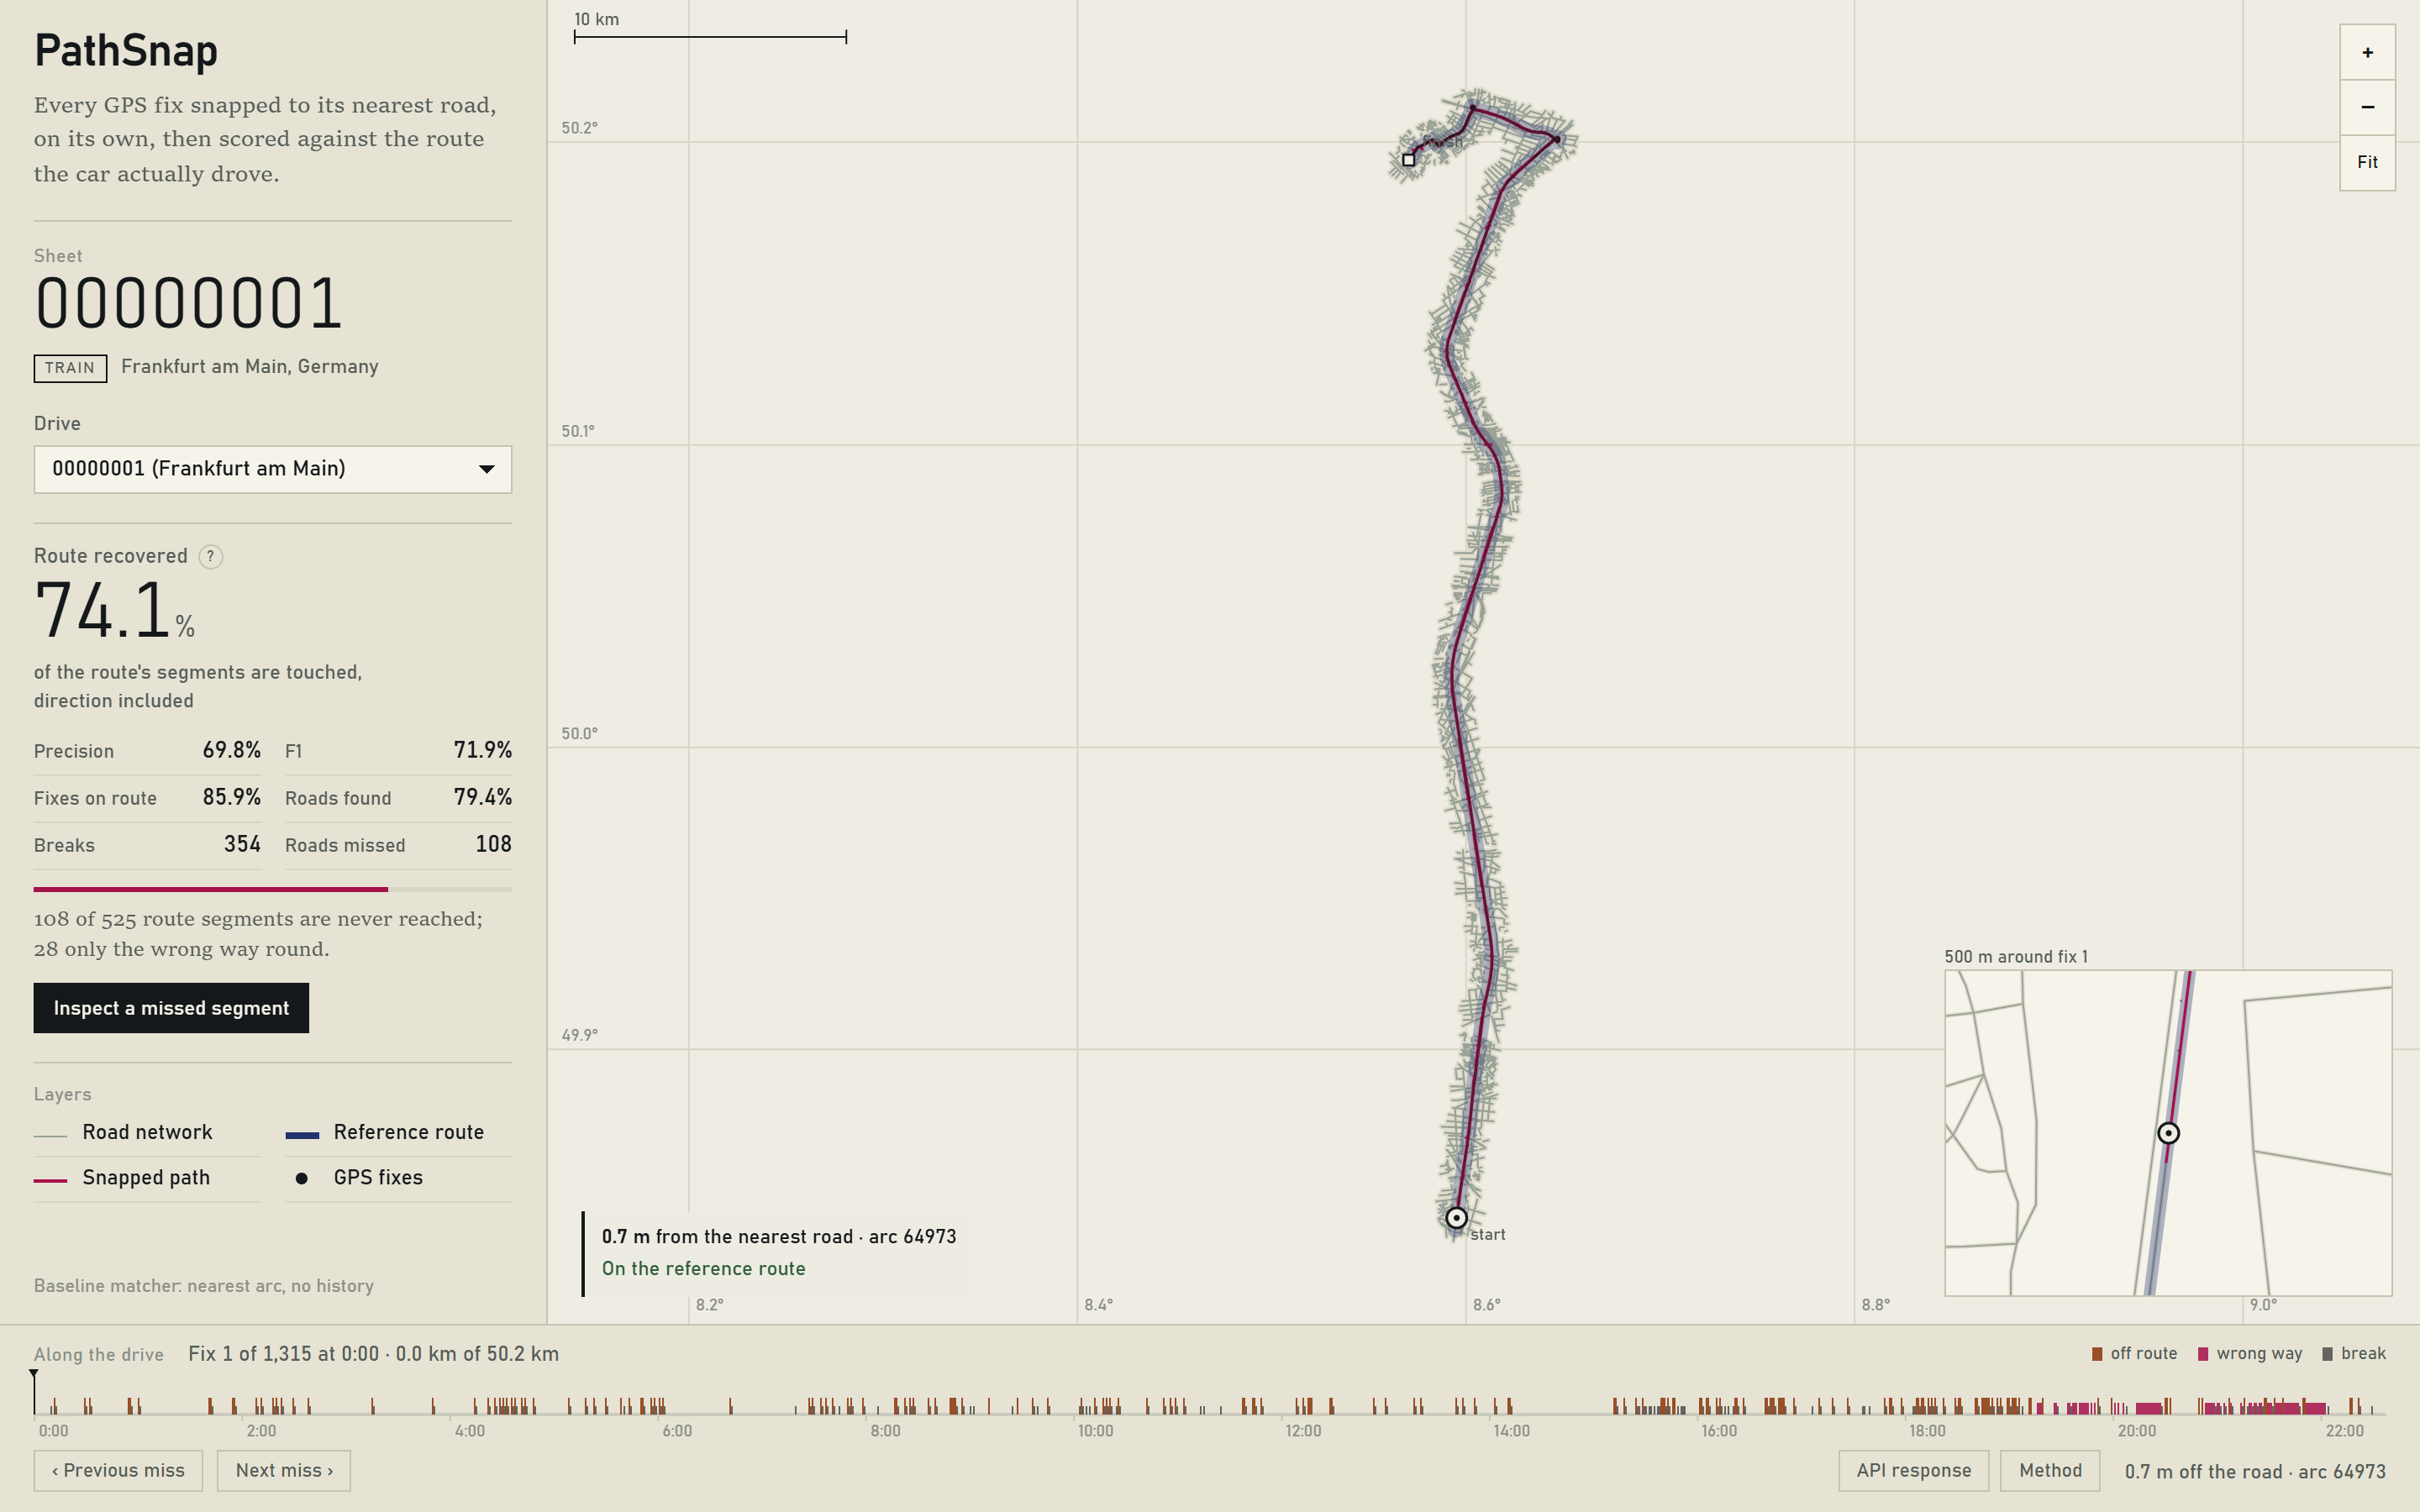 PathSnap
Every GPS fix snapped to its nearest road,
on its own, then scored against the route
the car actually drove.
Sheet
00000001
TRAIN Frankfurt am Main, Germany
Drive
00000001 (Frankfurt am Main)
Route recovered ?
74.1%
of the route's segments are touched,
direction included
Precision 69.8% F1 71.9%
Fixes on route 85.9% Roads found 79.4%
Breaks 354 Roads missed 108
108 of 525 route segments are never reached;
28 only the wrong way round.
Inspect a missed segment
Layers
Road network Reference route
Snapped path GPS fixes
Baseline matcher: nearest arc, no history
10 km
+
−
Fit
50.2°
50.1°
50.0°
49.9°
start
500 m around fix 1
0.7 m from the nearest road · arc 64973
On the reference route
8.2° 8.4° 8.6° 8.8° 9.0°
Along the drive Fix 1 of 1,315 at 0:00 · 0.0 km of 50.2 km
off route wrong way break
0:00 2:00 4:00 6:00 8:00 10:00 12:00 14:00 16:00 18:00 20:00 22:00
‹ Previous miss Next miss ›
API response Method 0.7 m off the road · arc 64973